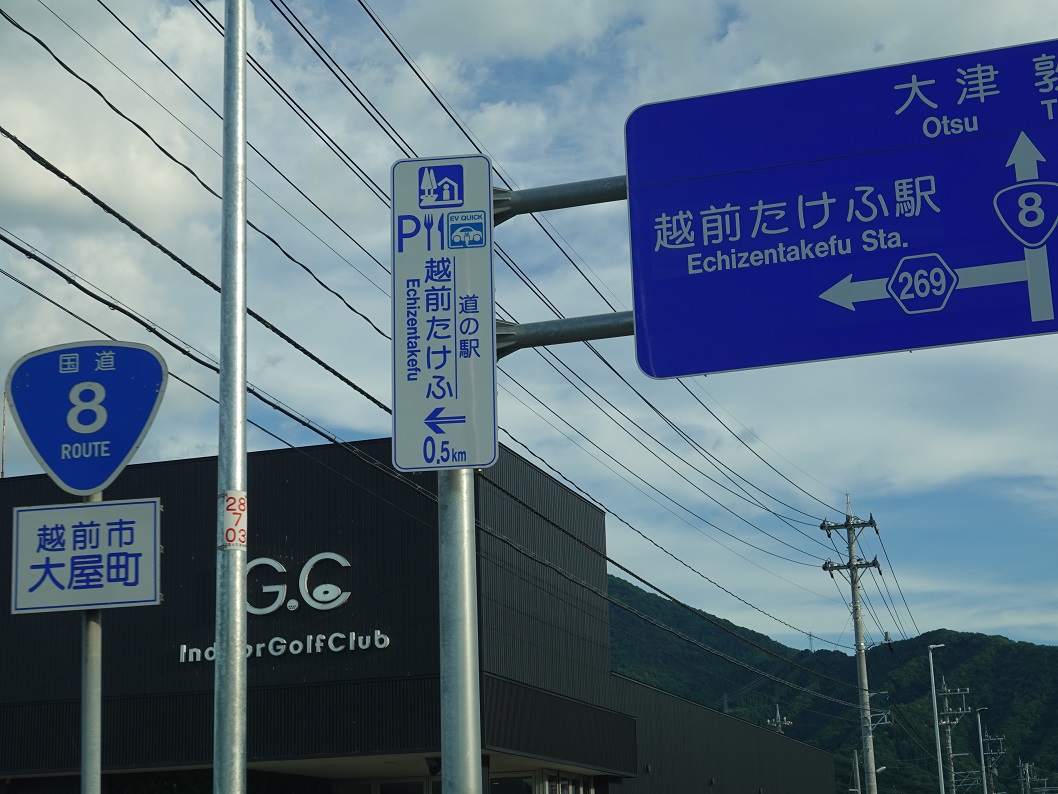 国道
8
ROUTE
越前市
大屋町
28
7
03
G.C
IndoorGolfClub
P
EV QUICK
道の駅
越前たけふ
Echizentakefu
0.5km
大津
Otsu
越前たけふ駅
Echizentakefu Sta.
8
269